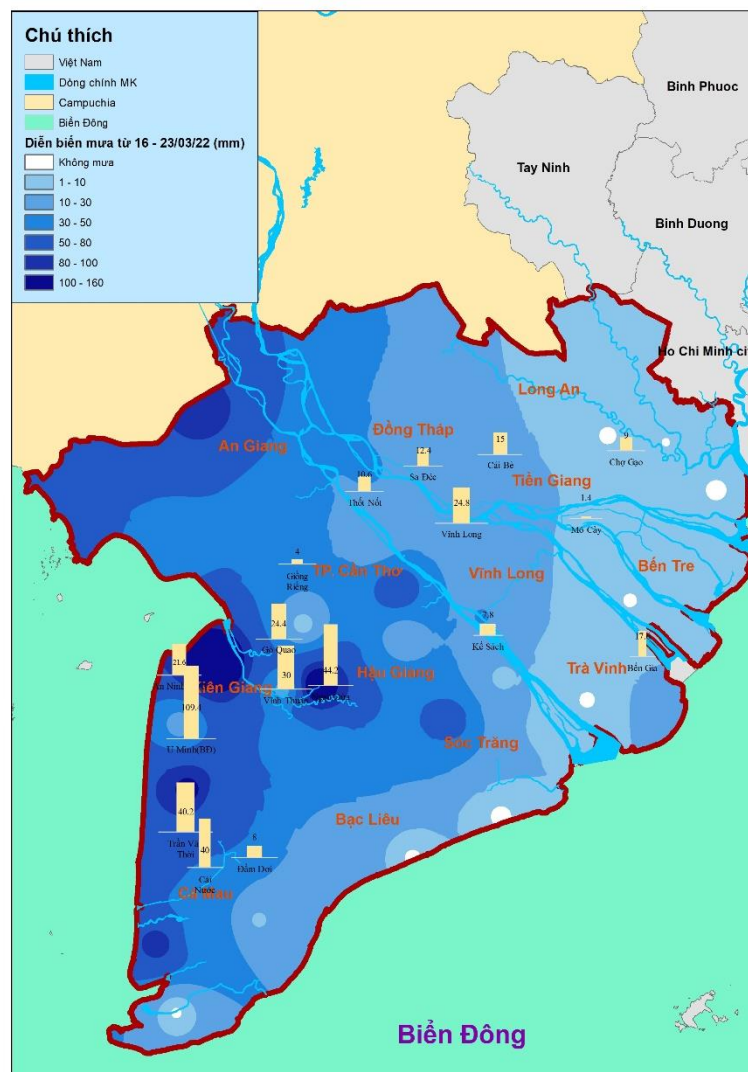 Chú thích
Việt Nam
Dòng chính MK
Campuchia
Biển Đông
Diễn biến mưa từ 16 - 23/03/22 (mm)
Không mưa
1 - 10
10 - 30
30 - 50
50 - 80
80 - 100
100 - 160
Binh Phuoc
Tay Ninh
Binh Duong
Ho Chi Minh cit
Long An
Đồng Tháp
An Giang
9
Chợ Gạo
15
Cái Bè
12.4
Sa Đéc
10.6
Thốt Nốt
Tiền Giang
24.8
Vĩnh Long
1.4
Mỏ Cày
4
Giồng
Riềng
TP. Cần Thơ
Vĩnh Long
Bến Tre
24.4
Gò Quao
Kế Sách
Bến Giá
Trà Vinh
21.6
Kiên Giang
30
44.2
Hậu Giang
109.4
U Minh(BĐ)
Sóc Trăng
40.2
Trần Vă
Thời
40
Cái
Nước
8
Đầm Dơi
Bạc Liêu
Cà Mau
Biển Đông